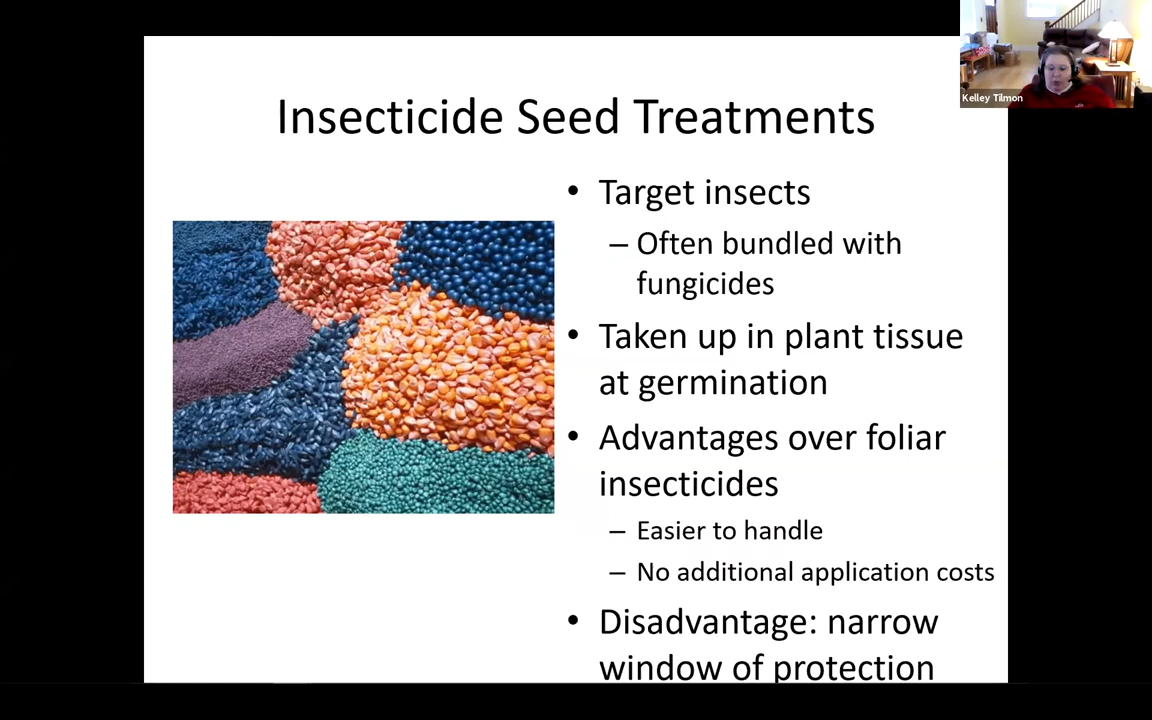 Insecticide Seed Treatments
• Target insects
– Often bundled with
fungicides
• Taken up in plant tissue
at germination
• Advantages over foliar
insecticides
– Easier to handle
– No additional application costs
• Disadvantage: narrow
window of protection
Kelley Tilmon